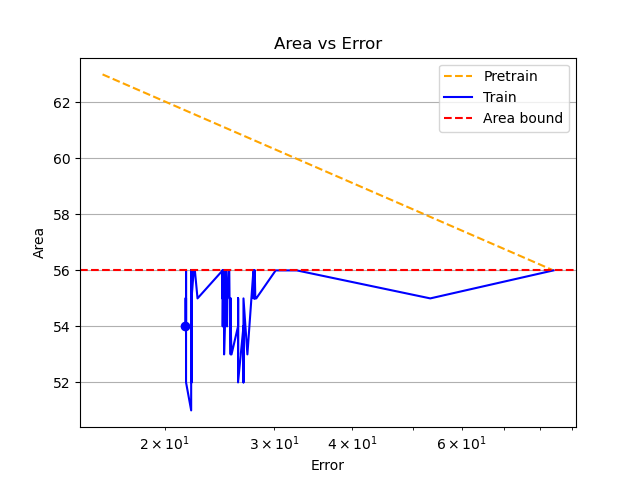 Area vs Error
Pretrain
Train
Area bound
62
60
58
56
54
52
Area
2 × 10¹
3 × 10¹
4 × 10¹
6 × 10¹
Error